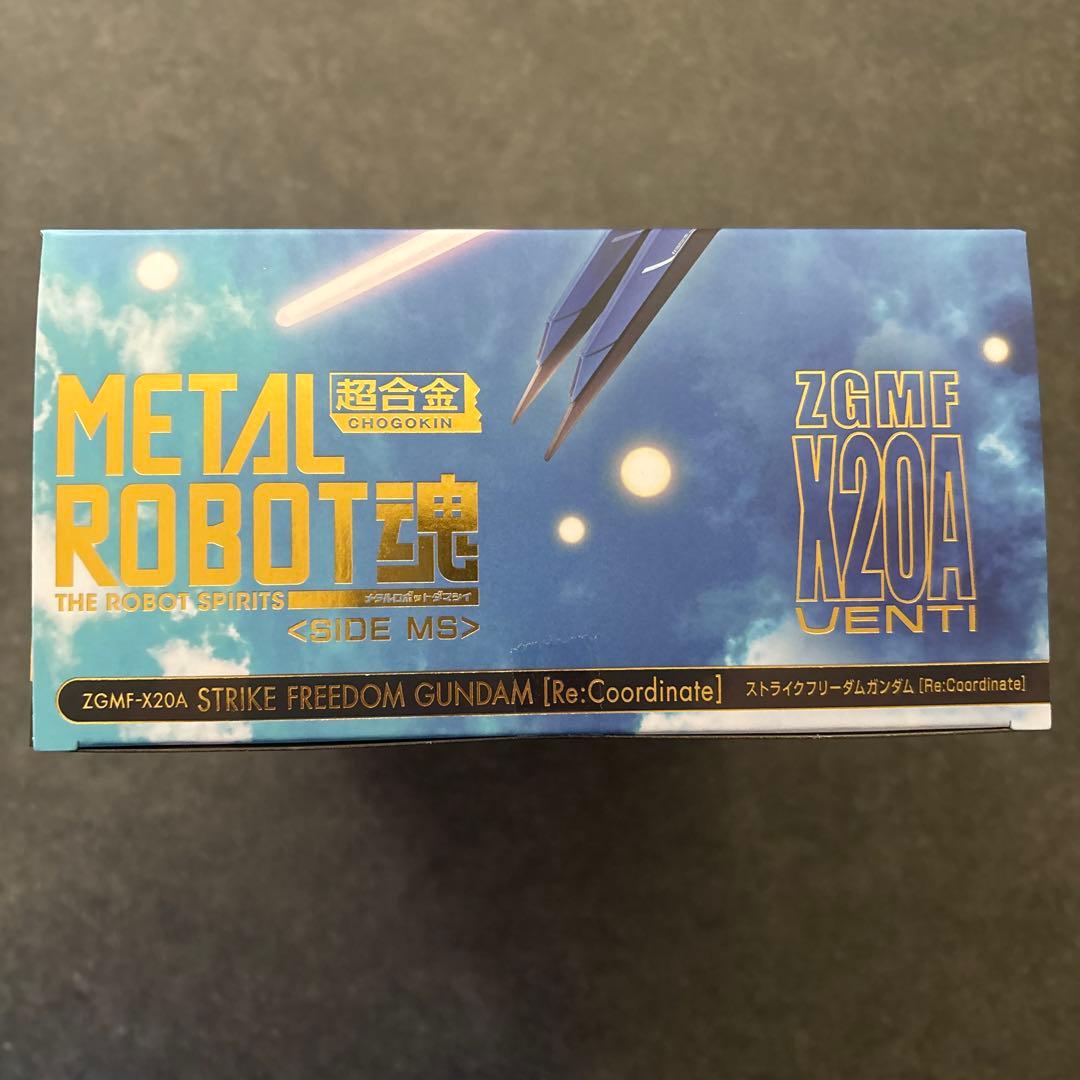 METAL
超合金
CHOGOKIN
ROBOT魂
THE ROBOT SPIRITS メタルロボットダマシイ
<SIDE MS>
ZGMF
X20A
VENTI
ZGMF-X20A STRIKE FREEDOM GUNDAM [Re:Coordinate] ストライクフリーダムガンダム [Re:Coordinate]